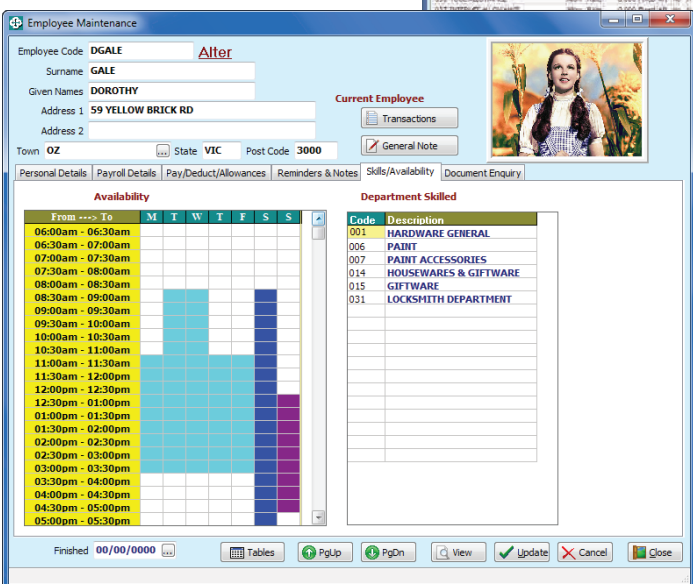 Employee Maintenance
Employee Code DGALE Alter
Surname GALE
Given Names DOROTHY
Current Employee
Address 1 59 YELLOW BRICK RD
Transactions
Address 2
General Note
Town OZ ... State VIC Post Code 3000
Personal Details Payroll Details Pay/Deduct/Allowances Reminders & Notes Skills/Availability Document Enquiry
Availability Department Skilled
From ---> To M T W T F S S Code Description
06:00am - 06:30am 001 HARDWARE GENERAL
06:30am - 07:00am 006 PAINT
07:00am - 07:30am 007 PAINT ACCESSORIES
07:30am - 08:00am 014 HOUSEWARES & GIFTWARE
08:00am - 08:30am 015 GIFTWARE
08:30am - 09:00am 031 LOCKSMITH DEPARTMENT
09:00am - 09:30am
09:30am - 10:00am
10:00am - 10:30am
10:30am - 11:00am
11:00am - 11:30am
11:30am - 12:00pm
12:00pm - 12:30pm
12:30pm - 01:00pm
01:00pm - 01:30pm
01:30pm - 02:00pm
02:00pm - 02:30pm
02:30pm - 03:00pm
03:00pm - 03:30pm
03:30pm - 04:00pm
04:00pm - 04:30pm
04:30pm - 05:00pm
05:00pm - 05:30pm
Finished 00/00/0000 ... Tables PgUp PgDn View Update Cancel Close